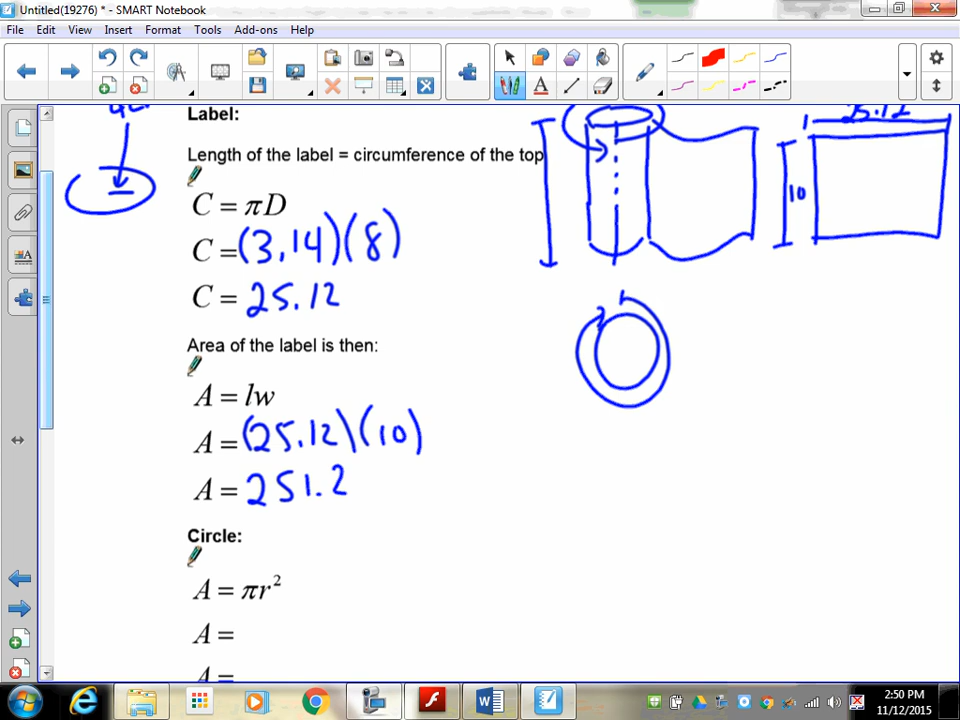 Untitled(19276) * - SMART Notebook
File Edit View Insert Format Tools Add-ons Help
Label:
25.12
Length of the label = circumference of the top
10
C = πD
C = (3.14)(8)
C = 25.12
Area of the label is then:
A = lw
A = (25.12)(10)
A = 251.2
Circle:
A = πr²
A =
A =
2:50 PM
11/12/2015